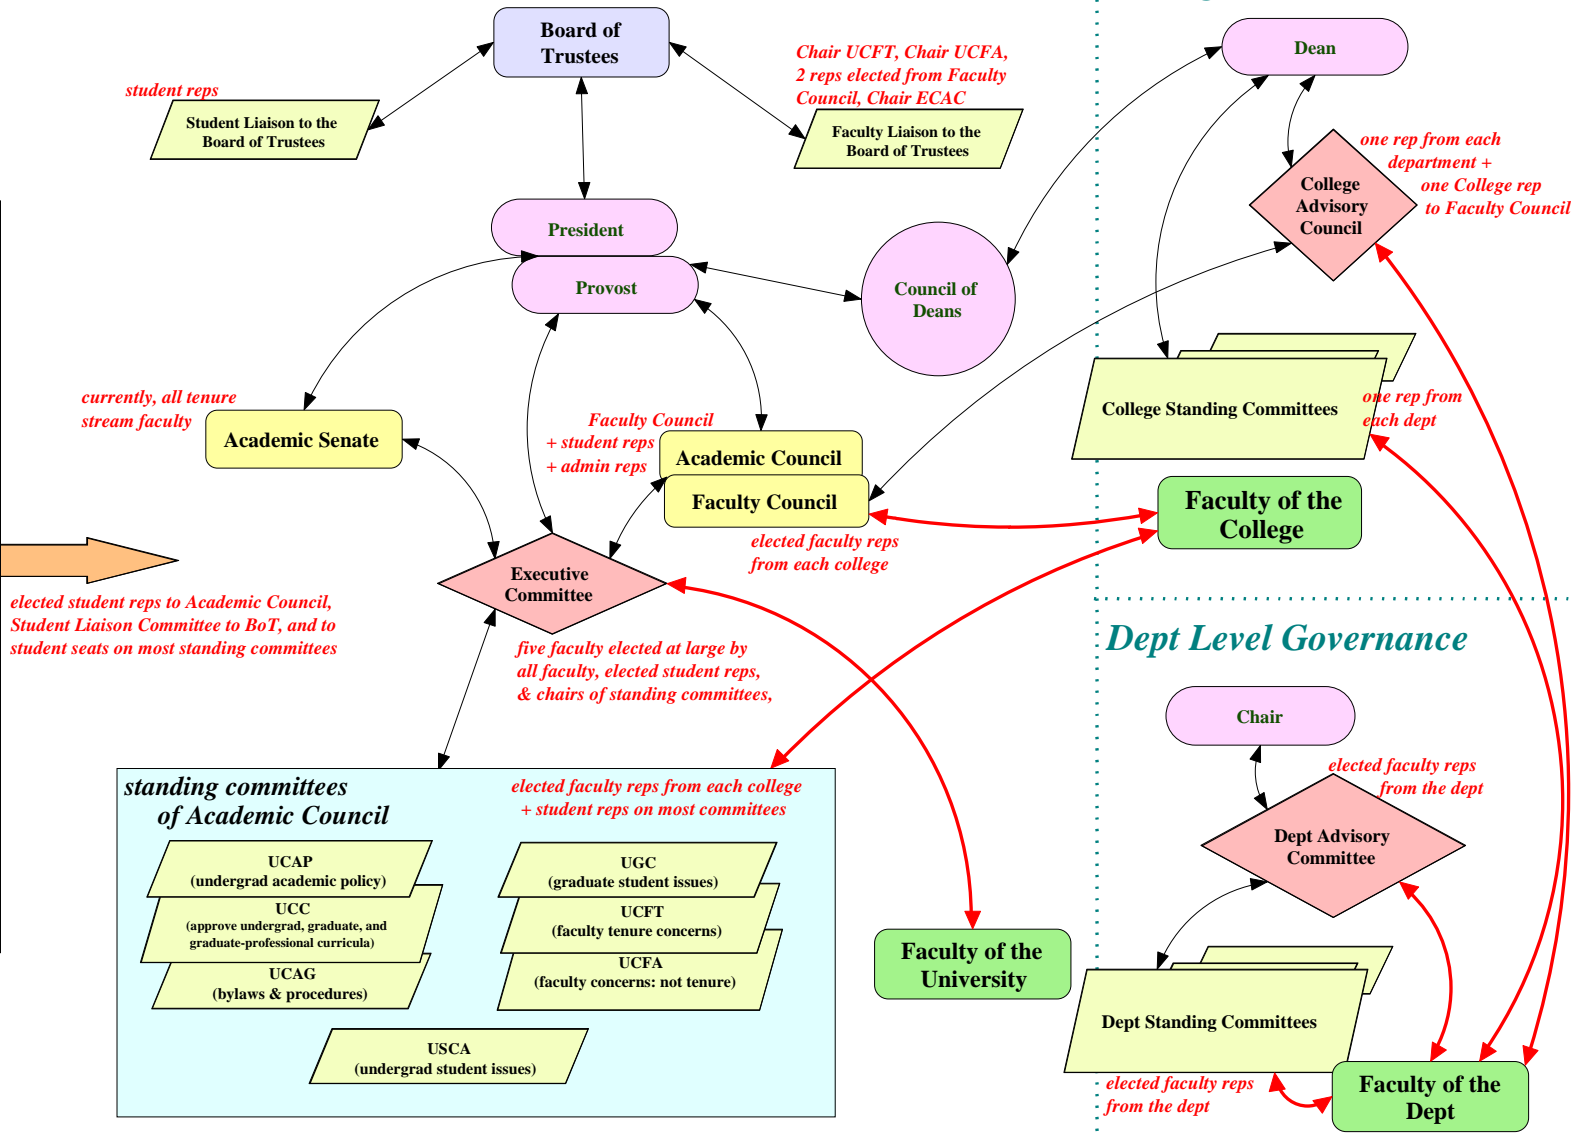 Board of
Trustees
student reps
Student Liaison to the
Board of Trustees
Chair UCFT, Chair UCFA,
2 reps elected from Faculty
Council, Chair ECAC
Faculty Liaison to the
Board of Trustees
President
Provost
Council of
Deans
currently, all tenure
stream faculty
Academic Senate
Faculty Council
+ student reps
+ admin reps
Academic Council
Faculty Council
elected faculty reps
from each college
Executive
Committee
elected student reps to Academic Council,
Student Liaison Committee to BoT, and to
student seats on most standing committees
five faculty elected at large by
all faculty, elected student reps,
& chairs of standing committees,
standing committees
of Academic Council
elected faculty reps from each college
+ student reps on most committees
UCAP
(undergrad academic policy)
UCC
(approve undergrad, graduate, and
graduate-professional curricula)
UCAG
(bylaws & procedures)
UGC
(graduate student issues)
UCFT
(faculty tenure concerns)
UCFA
(faculty concerns: not tenure)
USCA
(undergrad student issues)
Faculty of the
University
Dean
one rep from each
department +
one College rep
to Faculty Council
College
Advisory
Council
College Standing Committees
one rep from
each dept
Faculty of the
College
Dept Level Governance
Chair
elected faculty reps
from the dept
Dept Advisory
Committee
Dept Standing Committees
elected faculty reps
from the dept
Faculty of the
Dept